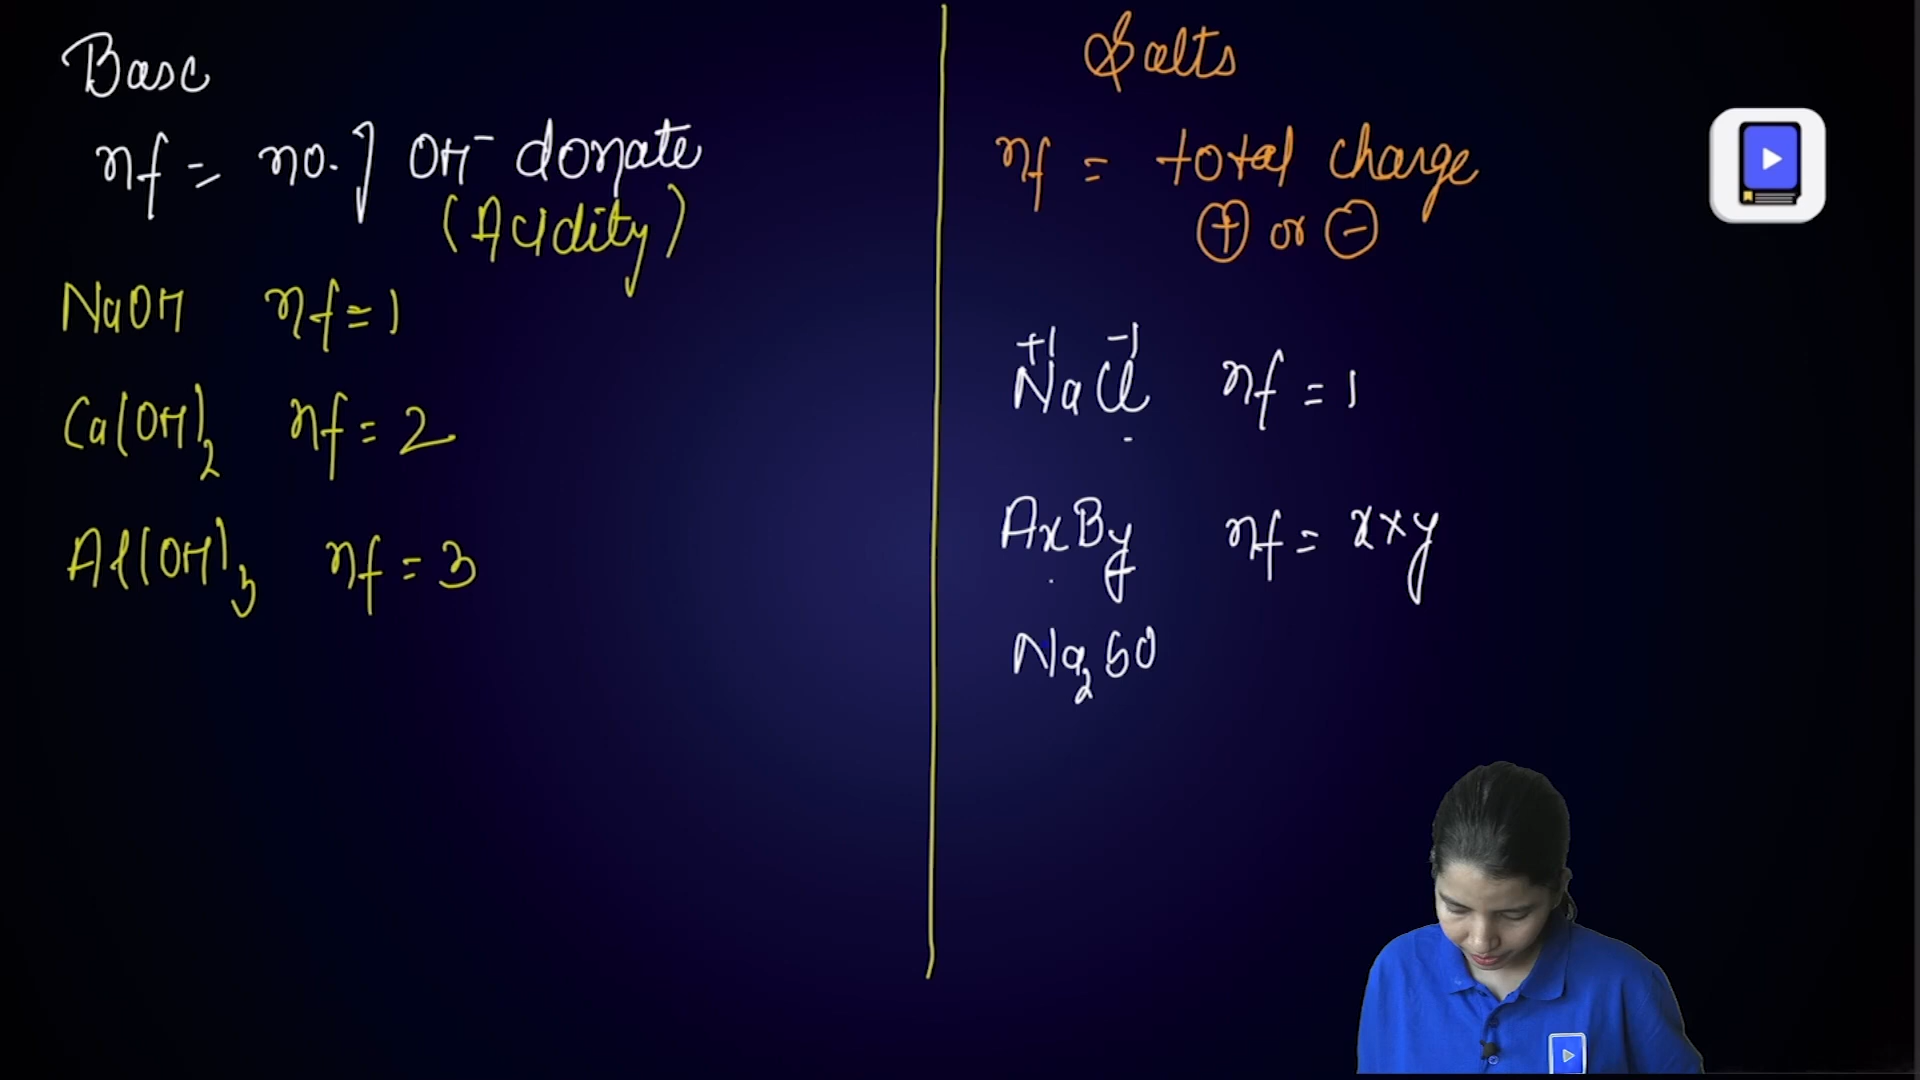 Base
nf = no. of OH⁻ donate
(Acidity)
NaOH nf = 1
Ca(OH)₂ nf = 2
Al(OH)₃ nf = 3
Salts
nf = total charge
⊕ or ⊖
+1 -1
NaCl nf = 1
AxBy nf = x×y
Na₂SO